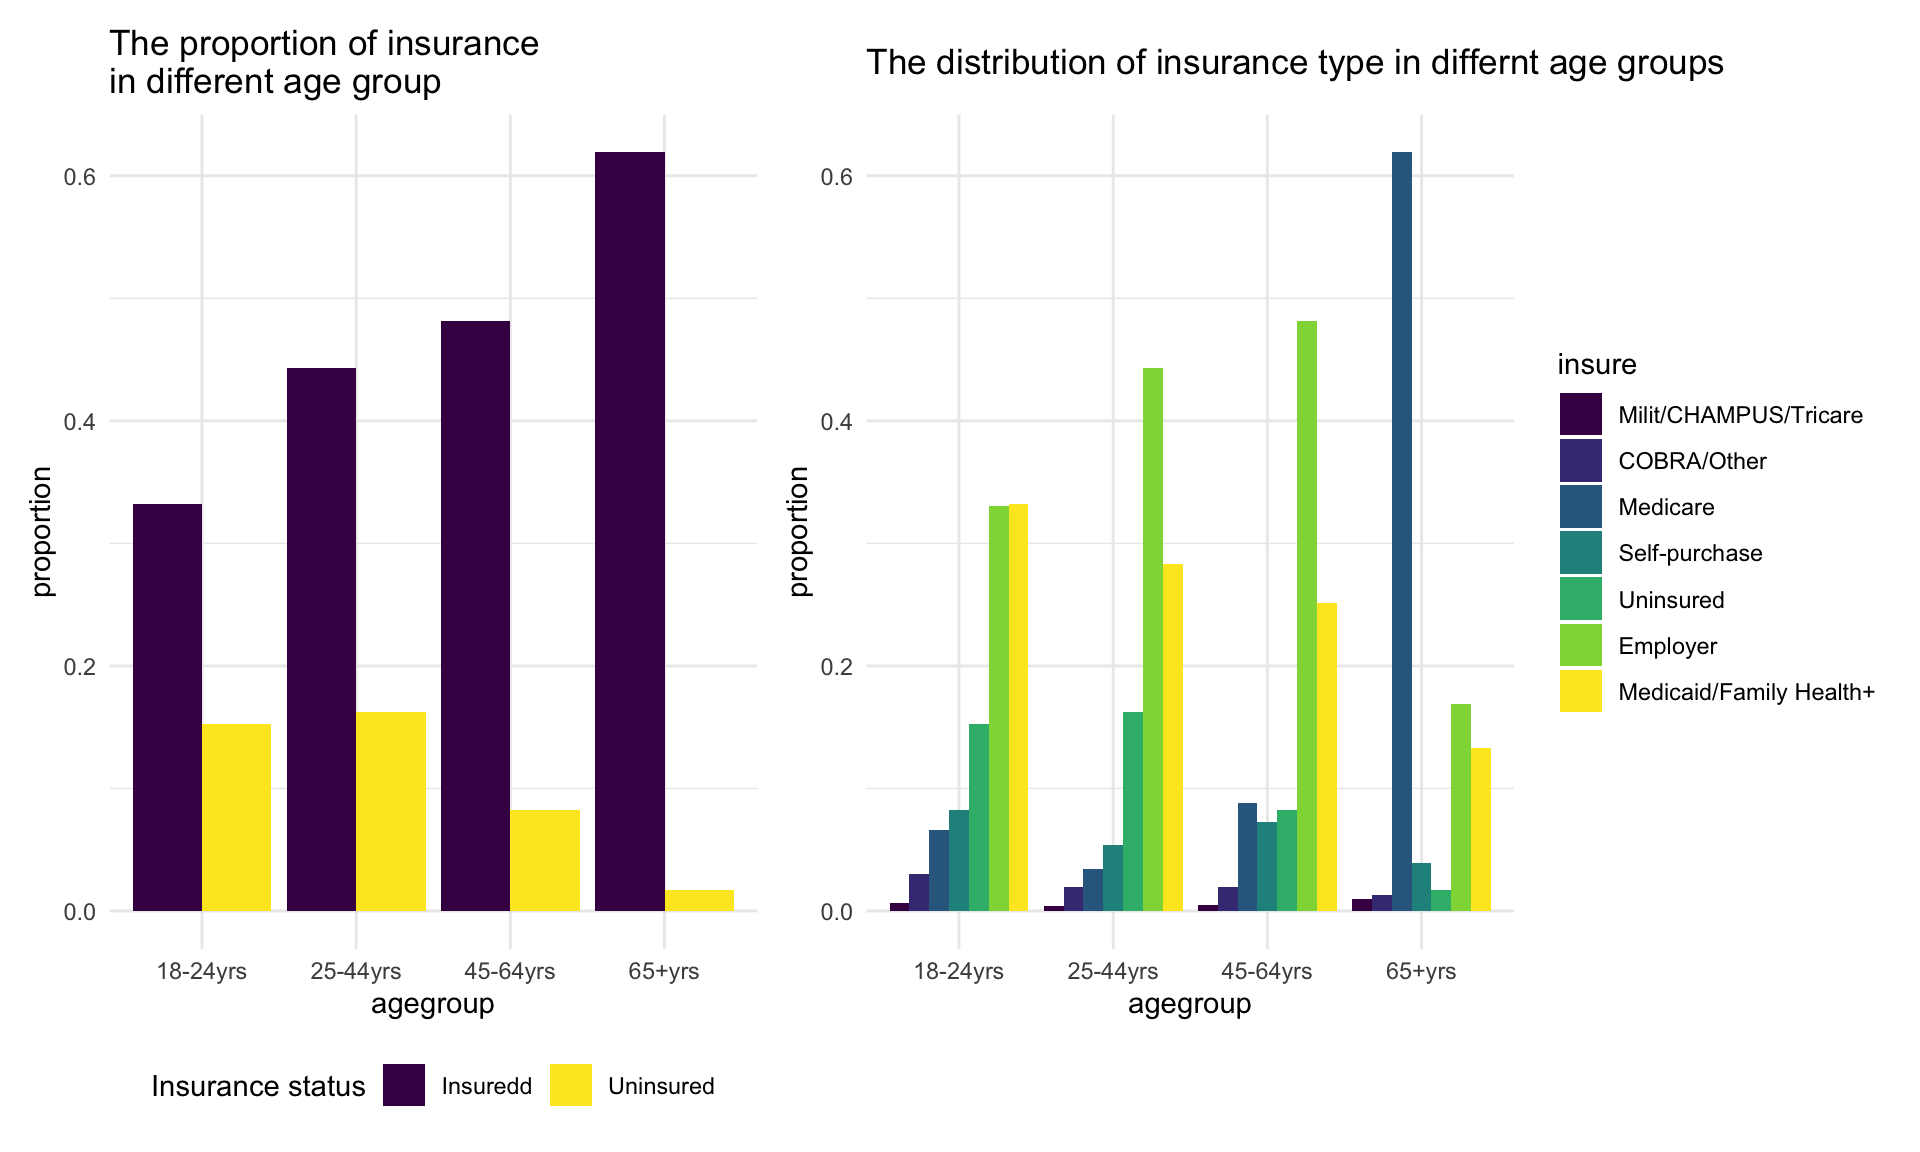 The proportion of insurance
in different age group
0.6
0.4
0.2
0.0
proportion
18-24yrs 25-44yrs 45-64yrs 65+yrs
agegroup
Insurance status Insuredd Uninsured
The distribution of insurance type in differnt age groups
0.6
0.4
0.2
0.0
proportion
18-24yrs 25-44yrs 45-64yrs 65+yrs
agegroup
insure
Milit/CHAMPUS/Tricare
COBRA/Other
Medicare
Self-purchase
Uninsured
Employer
Medicaid/Family Health+